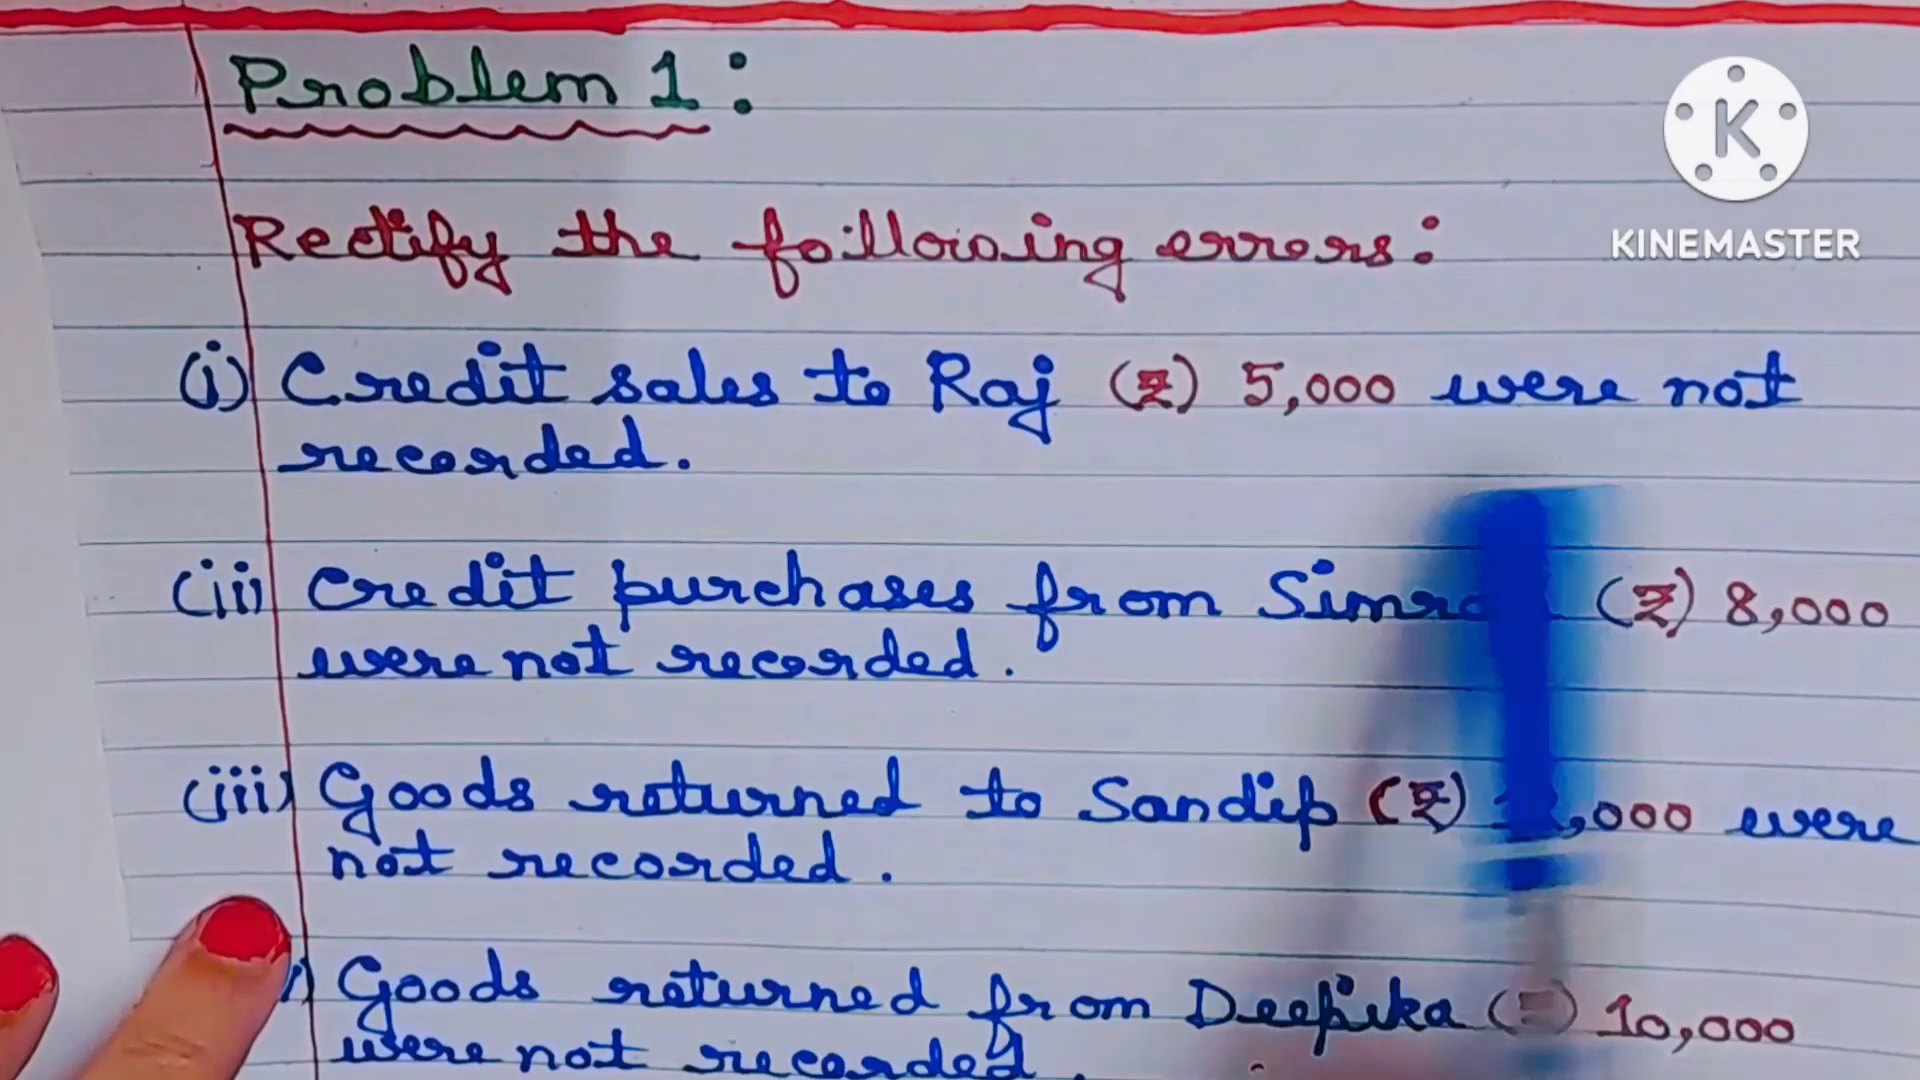 Problem 1:
Rectify the following errors:
(i) Credit sales to Raj (₹) 5,000 were not
recorded.
(ii) Credit purchases from (₹) 8,000
were not recorded.
(iii) Goods returned to Sandip (₹) were
not recorded.
Goods returned from Deepika 10,000
were not recorded.
KINEMASTER